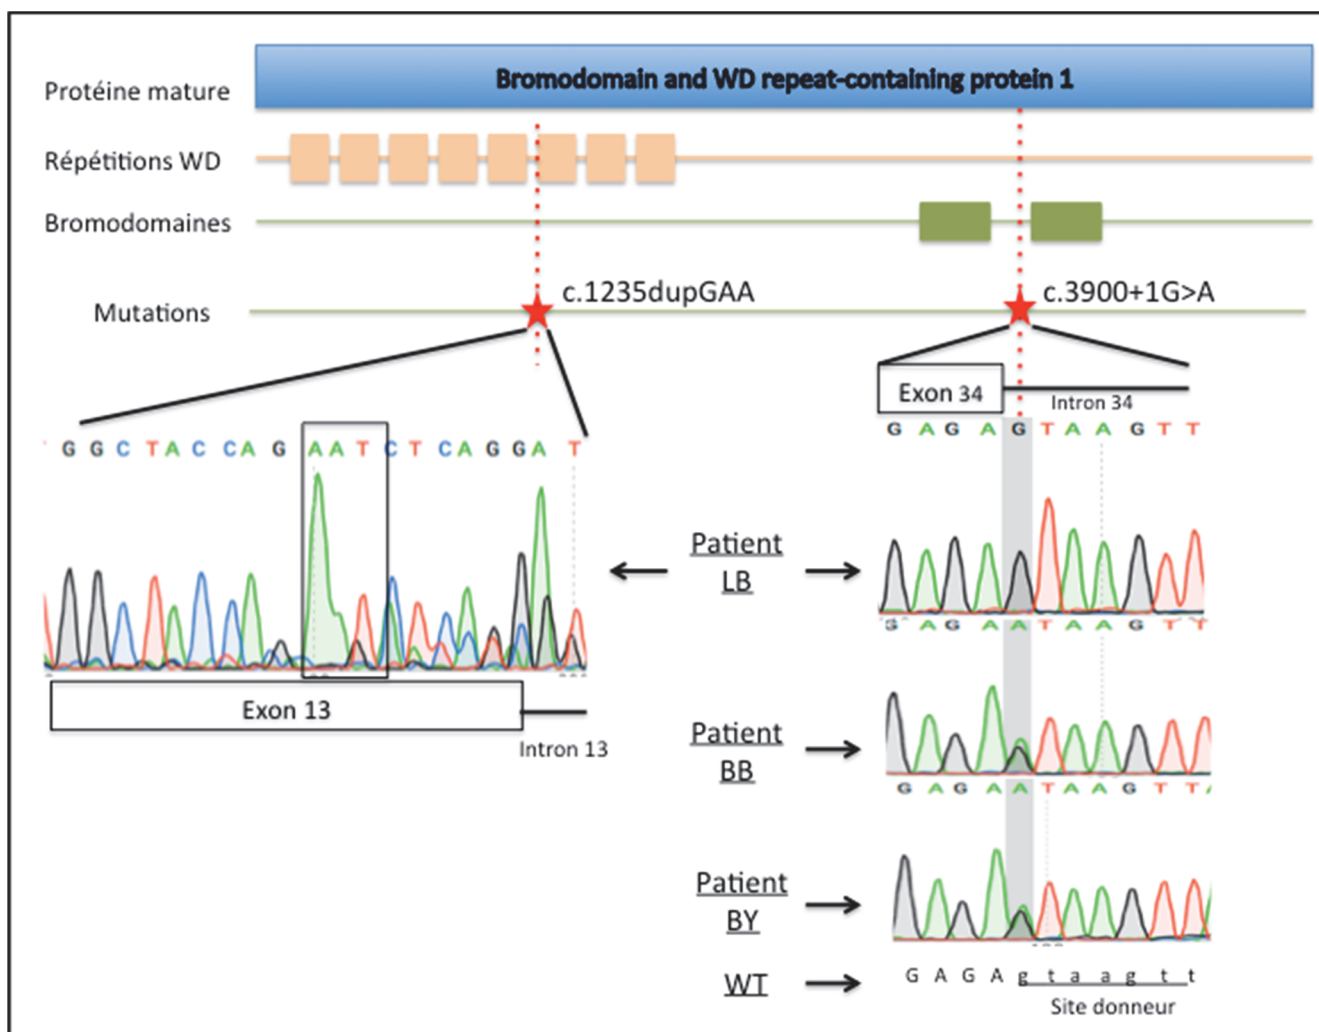 Protéine mature
Bromodomain and WD repeat-containing protein 1
Répétitions WD
Bromodomaines
Mutations
c.1235dupGAA
c.3900+1G>A
Exon 34
Intron 34
G G C T A C C A G A A T C T C A G G A T
G A G A G T A A G T T
Patient
LB
G A G A A T A A G T T
Exon 13
Intron 13
Patient
BB
G A G A A T A A G T T
Patient
BY
WT
G A G A g t a a g t t
Site donneur